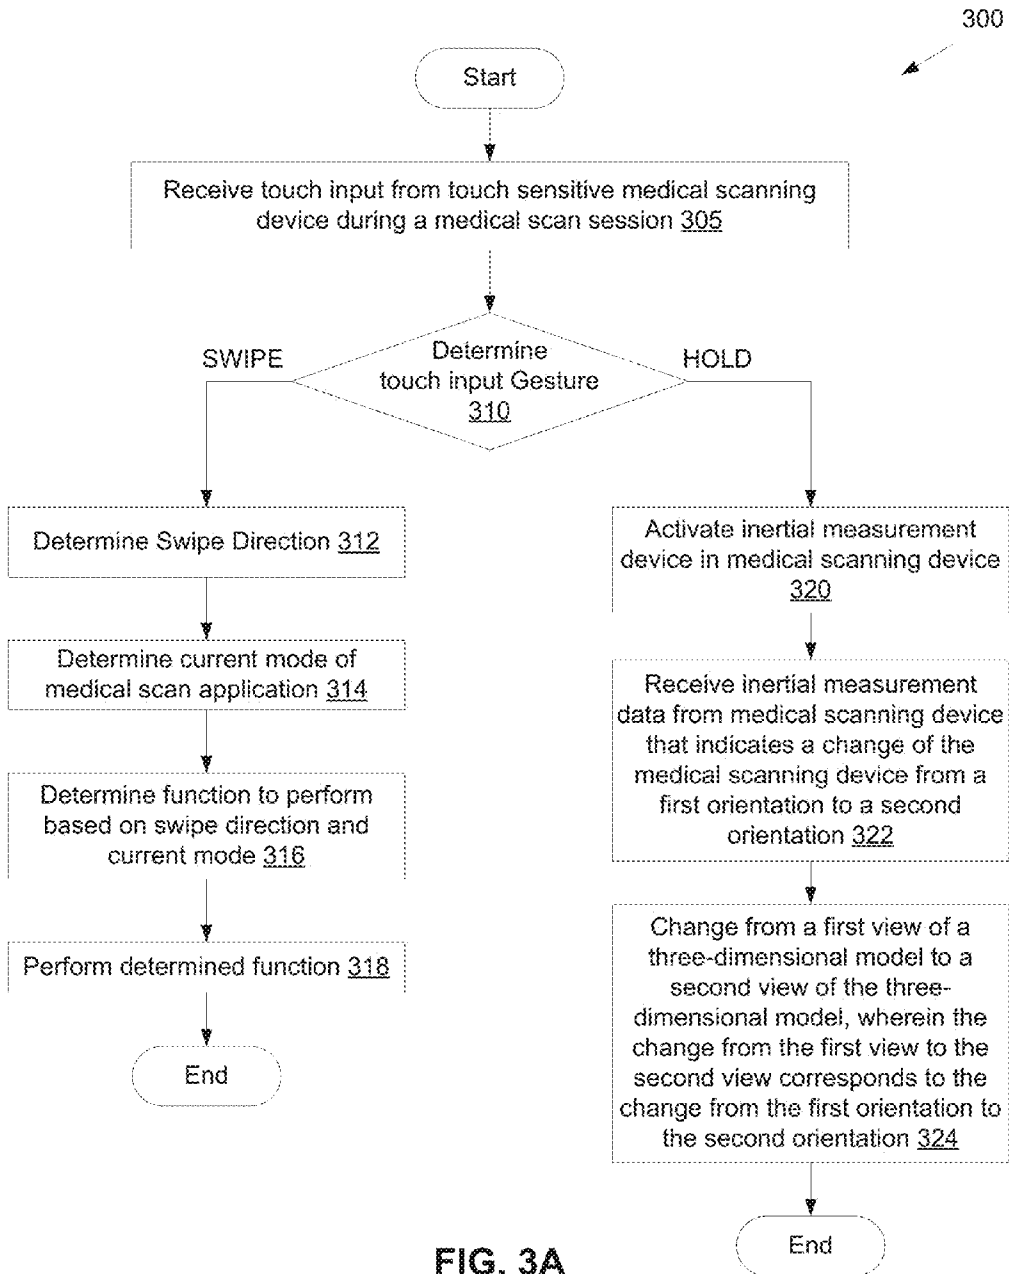 300
Start
Receive touch input from touch sensitive medical scanning
device during a medical scan session 305
SWIPE
Determine
touch input Gesture
310
HOLD
Determine Swipe Direction 312
Determine current mode of
medical scan application 314
Determine function to perform
based on swipe direction and
current mode 316
Perform determined function 318
End
Activate inertial measurement
device in medical scanning device
320
Receive inertial measurement
data from medical scanning device
that indicates a change of the
medical scanning device from a
first orientation to a second
orientation 322
Change from a first view of a
three-dimensional model to a
second view of the three-
dimensional model, wherein the
change from the first view to the
second view corresponds to the
change from the first orientation to
the second orientation 324
End
FIG. 3A